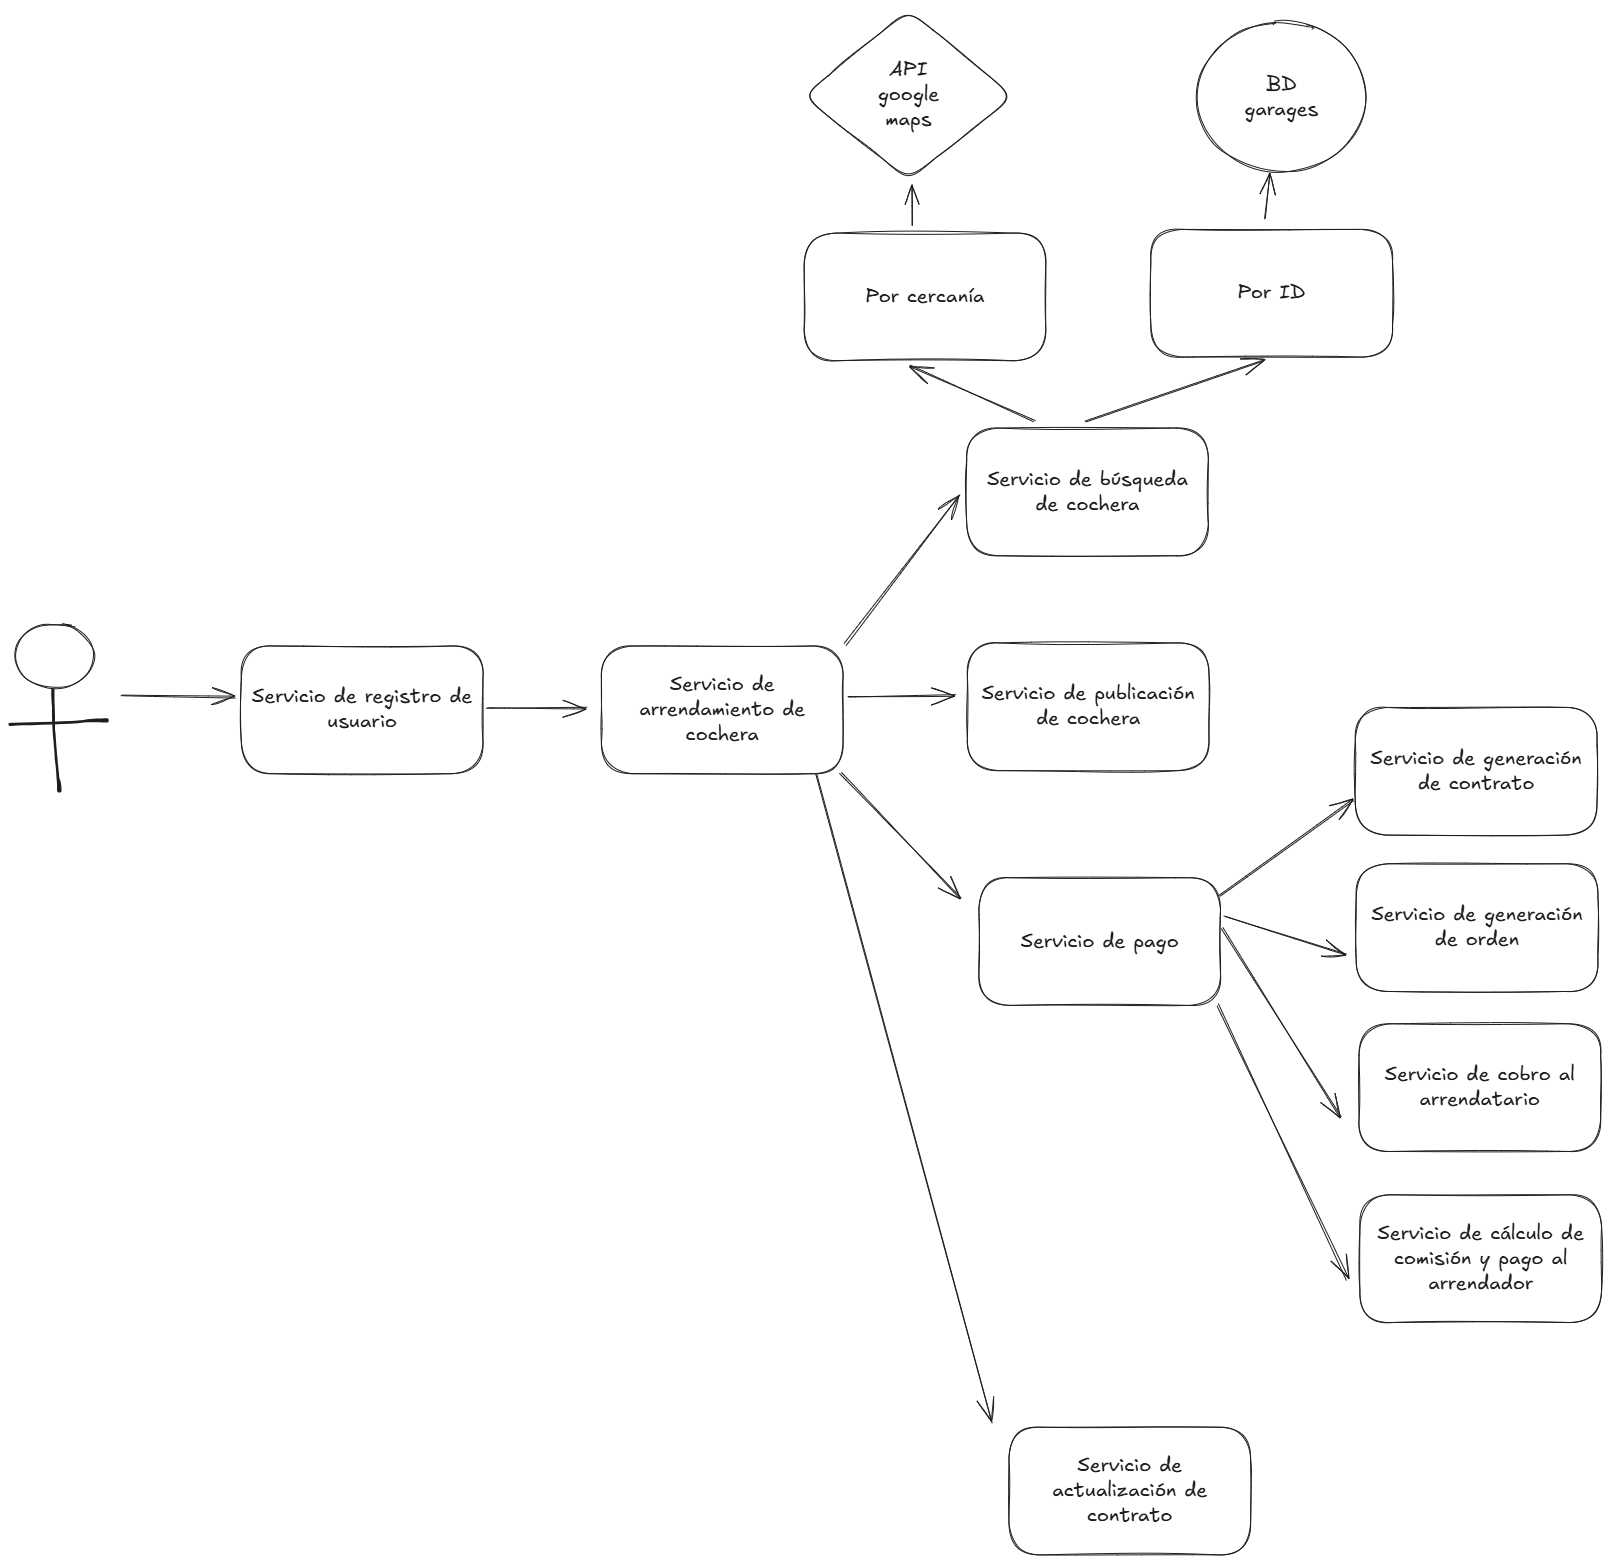 API
google
maps
BD
garages
Por cercanía
Por ID
Servicio de búsqueda
de cochera
Servicio de registro de
usuario
Servicio de
arrendamiento de
cochera
Servicio de publicación
de cochera
Servicio de generación
de contrato
Servicio de pago
Servicio de generación
de orden
Servicio de cobro al
arrendatario
Servicio de cálculo de
comisión y pago al
arrendador
Servicio de
actualización de
contrato